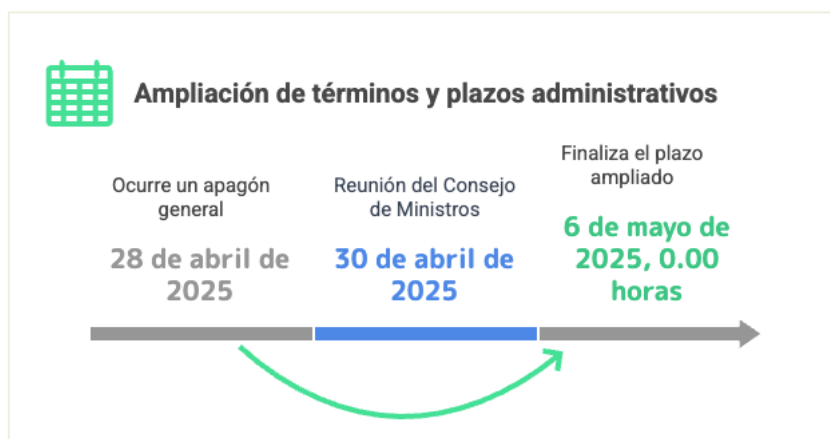 Ampliación de términos y plazos administrativos
Ocurre un apagón
general
28 de abril de
2025
Reunión del Consejo
de Ministros
30 de abril de
2025
Finaliza el plazo
ampliado
6 de mayo de
2025, 0.00
horas